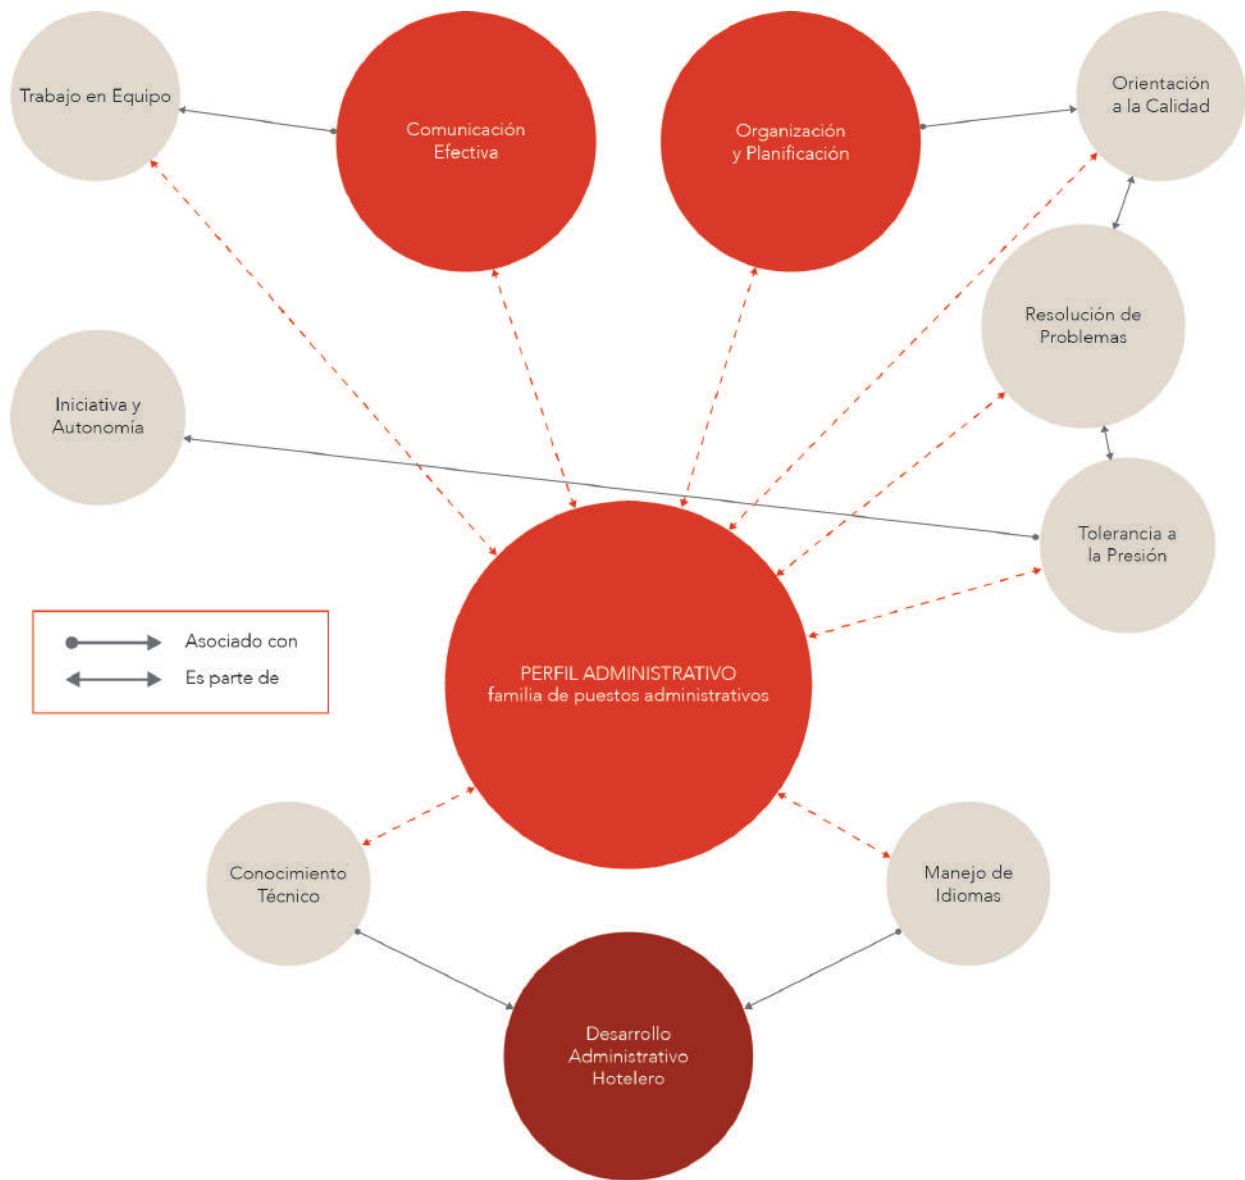 Trabajo en Equipo
Comunicación
Efectiva
Organización
y Planificación
Orientación
a la Calidad
Resolución de
Problemas
Iniciativa y
Autonomía
Tolerancia a
la Presión
Asociado con
Es parte de
PERFIL ADMINISTRATIVO
familia de puestos administrativos
Conocimiento
Técnico
Manejo de
Idiomas
Desarrollo
Administrativo
Hotelero